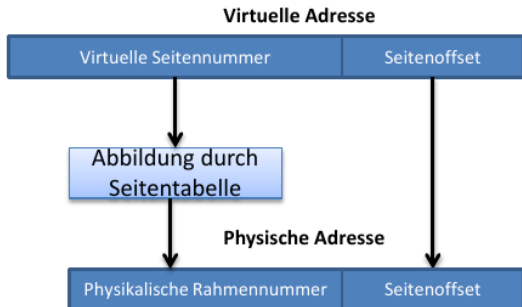 Virtuelle Adresse
Virtuelle Seitennummer Seitenoffset
Abbildung durch
Seitentabelle
Physische Adresse
Physikalische Rahmennummer Seitenoffset